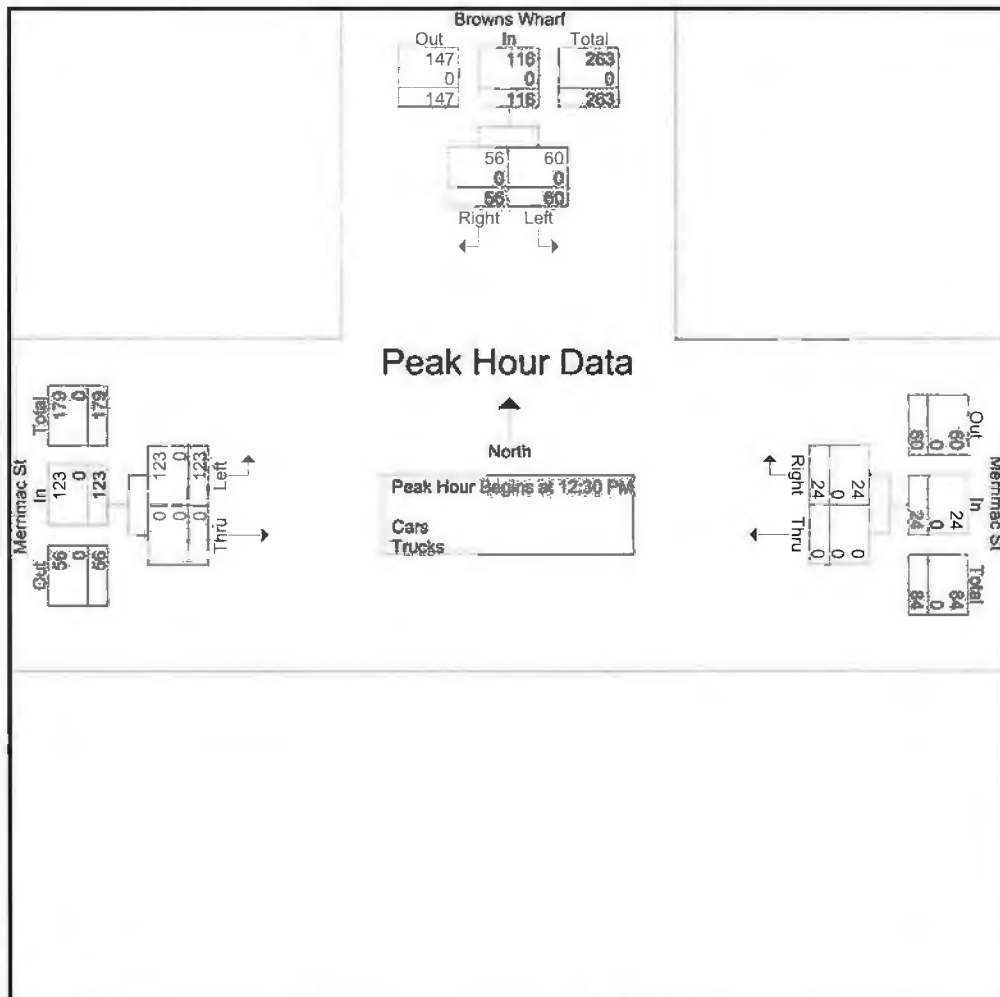 Browns Wharf
Out In Total
147 116 263
0 0 0
147 116 263
56 60
0 0
56 60
Right Left
Peak Hour Data
North
Peak Hour Begins at 12:30 PM
Cars
Trucks
Merrimac St
Total
179 0 179
In
123 0 123
Out
56 0 56
Left
123 0 123
Thru
0 0 0
Merrimac St
Out
60 0 60
In
24 0 24
Total
84 0 84
Right
24 0 24
Thru
0 0 0